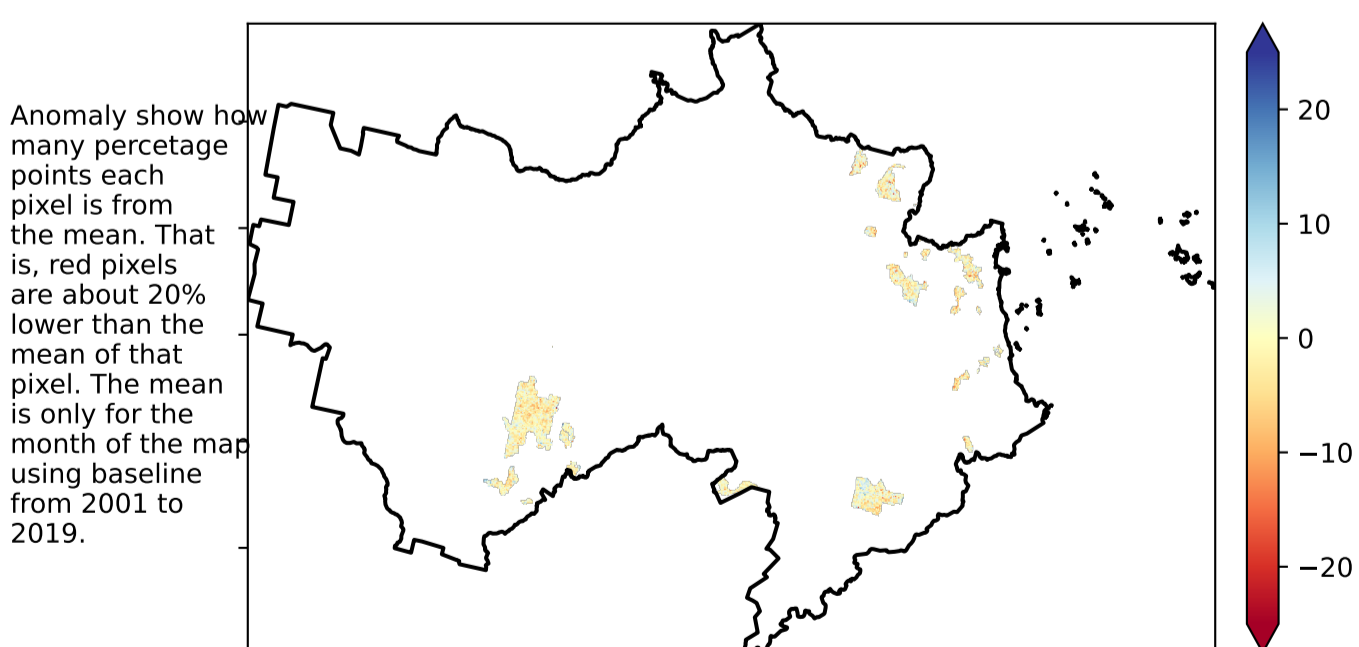 Anomaly show how
many percetage
points each
pixel is from
the mean. That
is, red pixels
are about 20%
lower than the
mean of that
pixel. The mean
is only for the
month of the map
using baseline
from 2001 to
2019.
20
10
0
−10
−20